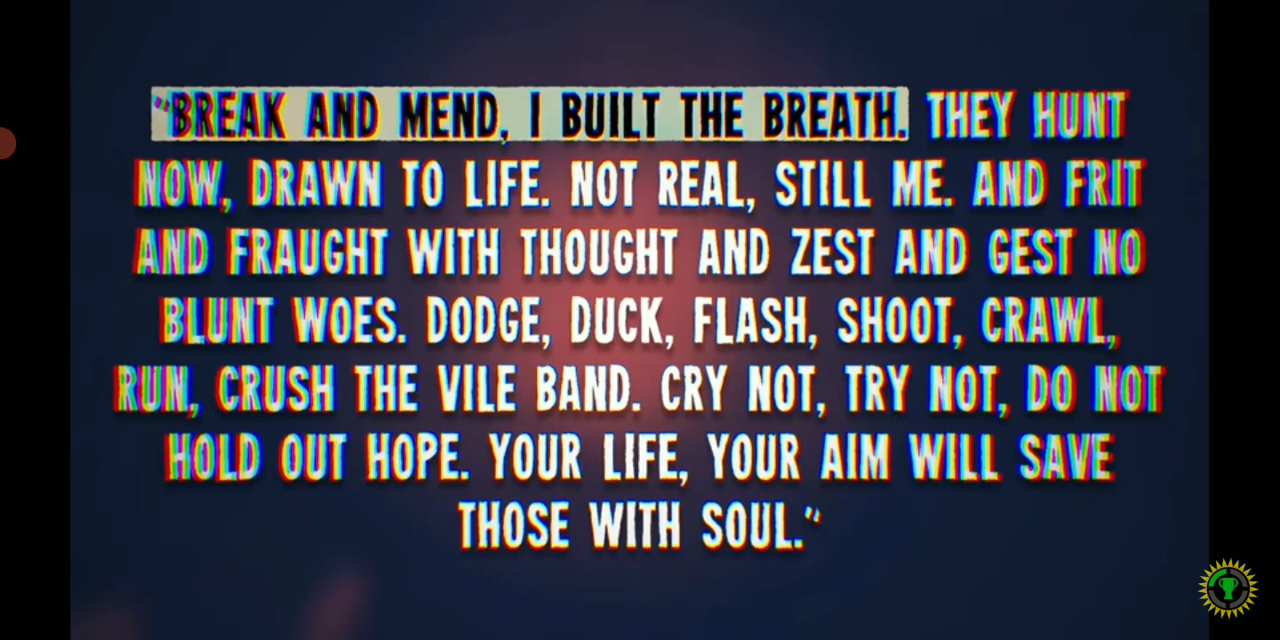 “BREAK AND MEND, I BUILT THE BREATH. THEY HUNT
NOW, DRAWN TO LIFE. NOT REAL, STILL ME. AND FRIT
AND FRAUGHT WITH THOUGHT AND ZEST AND GEST NO
BLUNT WOES. DODGE, DUCK, FLASH, SHOOT, CRAWL,
RUN, CRUSH THE VILE BAND. CRY NOT, TRY NOT, DO NOT
HOLD OUT HOPE. YOUR LIFE, YOUR AIM WILL SAVE
THOSE WITH SOUL.“